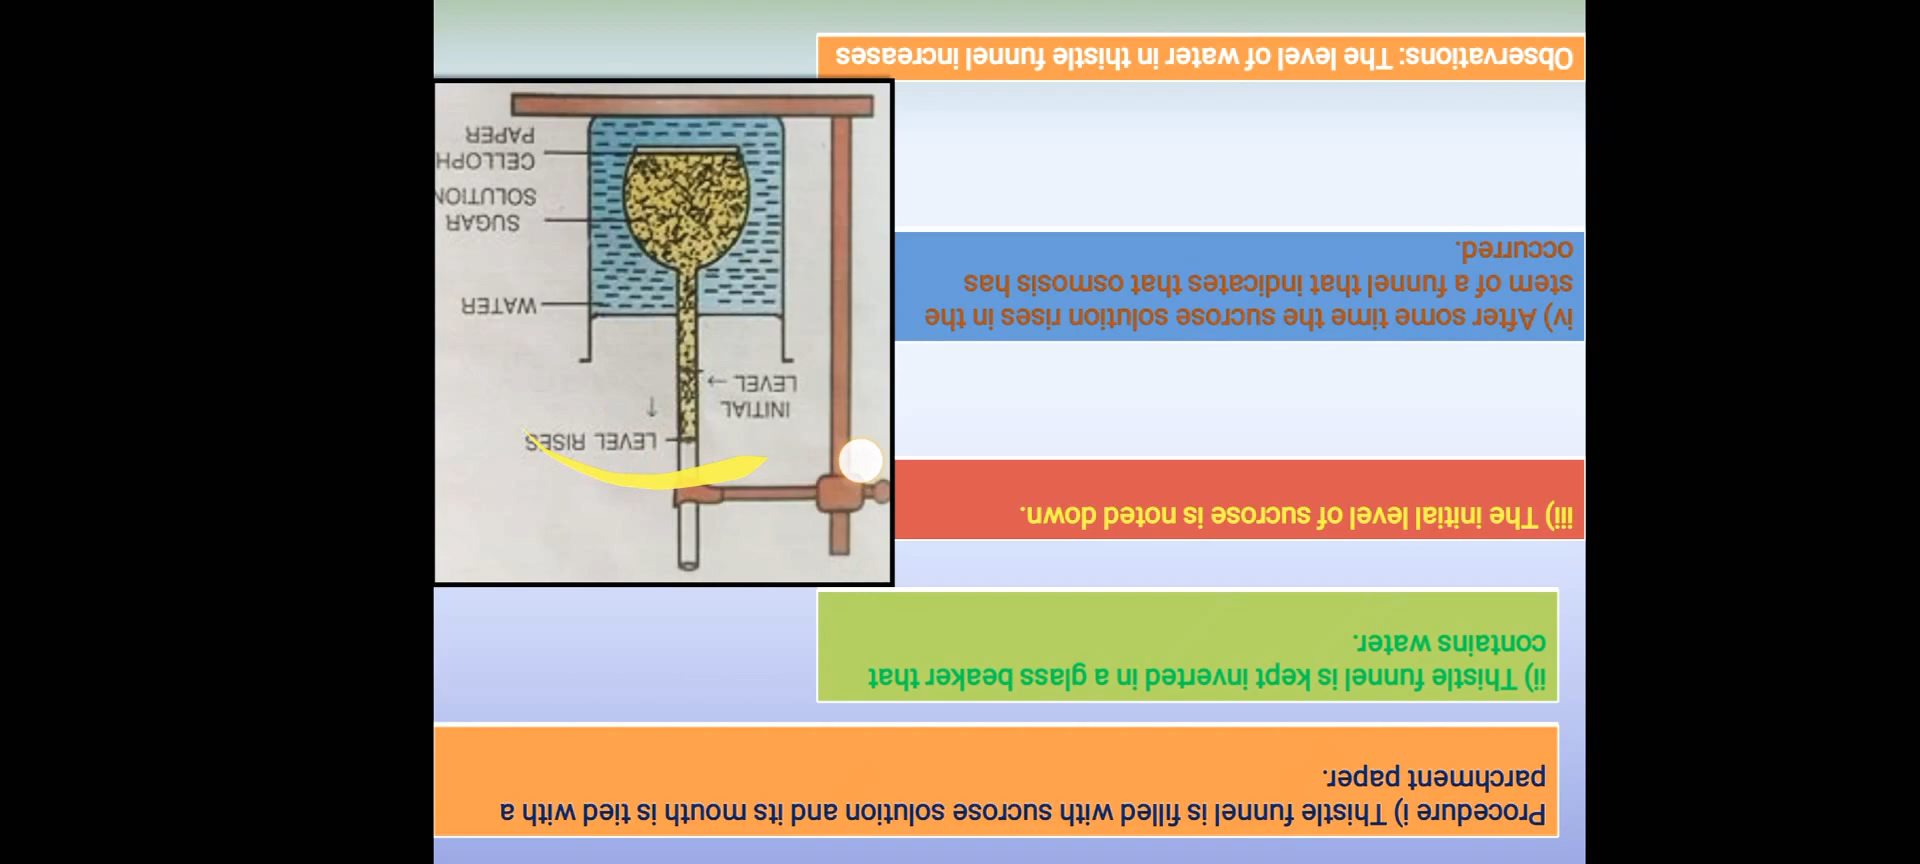 Procedure i) Thistle funnel is filled with sucrose solution and its mouth is tied with a
parchment paper.
ii) Thistle funnel is kept inverted in a glass beaker that
contains water.
iii) The initial level of sucrose is noted down.
iv) After some time the sucrose solution rises in the
stem of a funnel that indicates that osmosis has
occurred.
LEVEL RISES
INITIAL
LEVEL →
WATER
SUGAR
SOLUTION
CELLOPH
PAPER
Observations: The level of water in thistle funnel increases